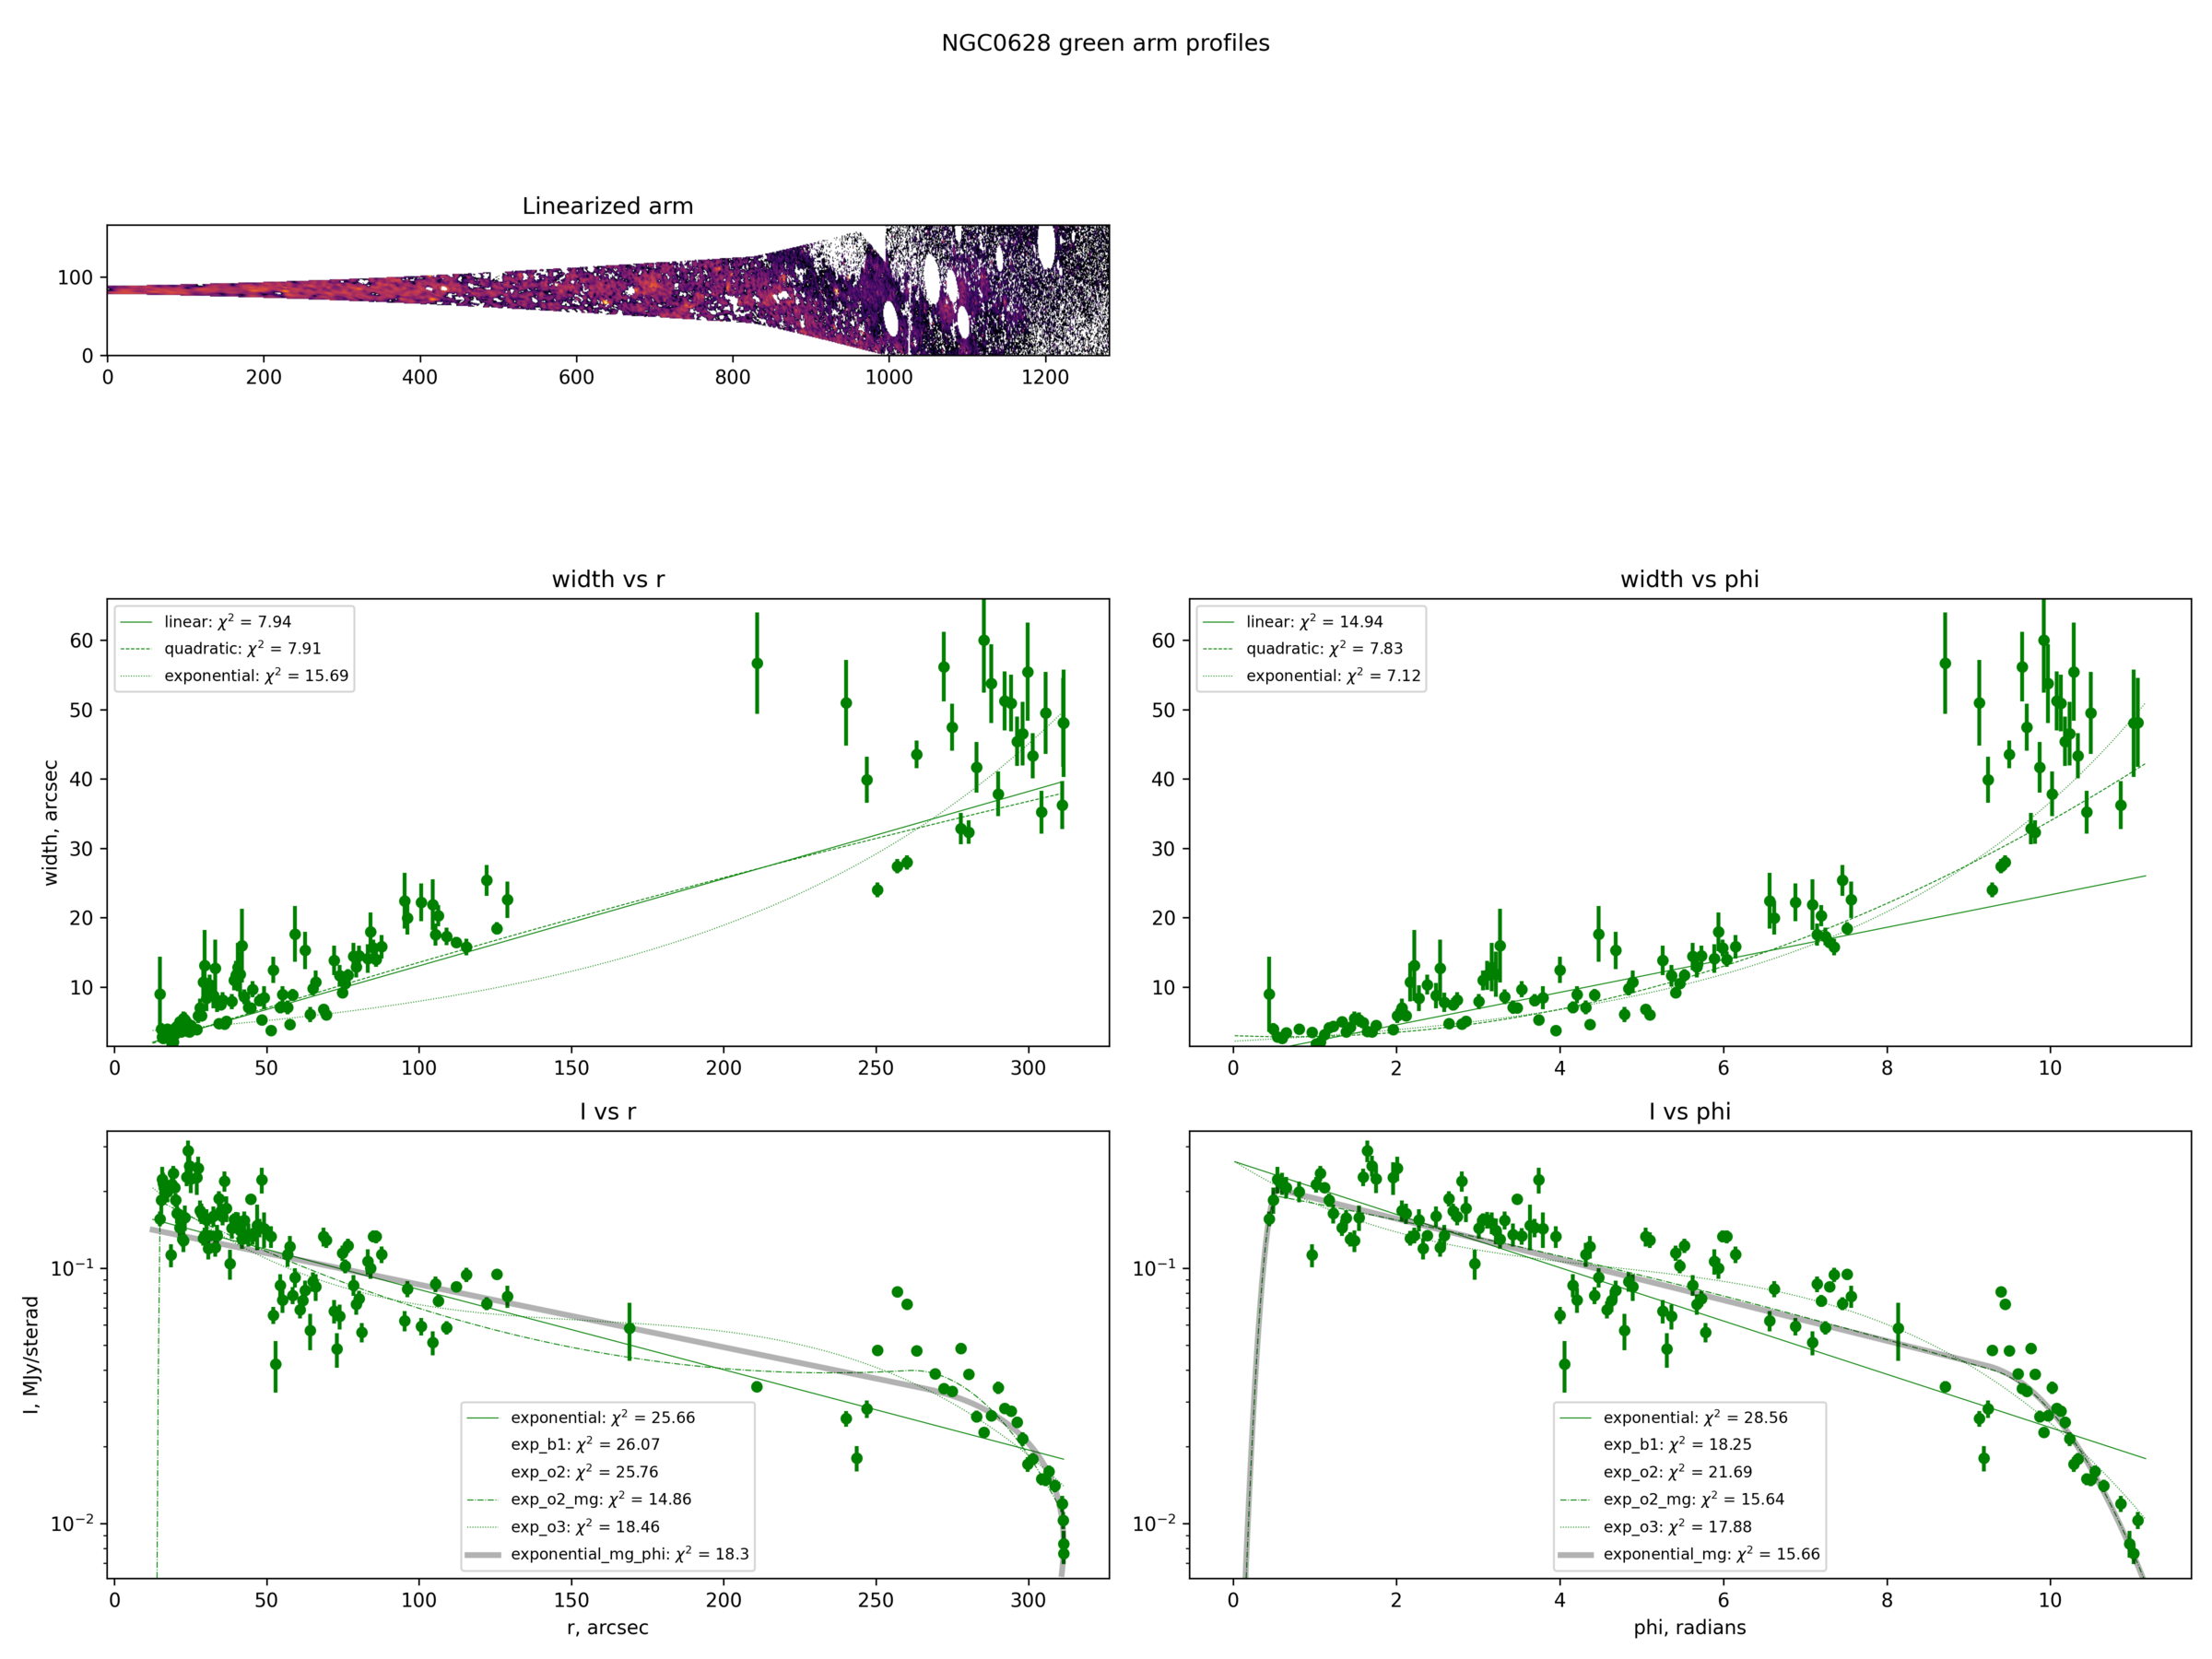 NGC0628 green arm profiles
Linearized arm
100
0
0 200 400 600 800 1000 1200
width vs r
linear: χ² = 7.94
quadratic: χ² = 7.91
exponential: χ² = 15.69
width, arcsec
60
50
40
30
20
10
0 50 100 150 200 250 300
width vs phi
linear: χ² = 14.94
quadratic: χ² = 7.83
exponential: χ² = 7.12
60
50
40
30
20
10
0 2 4 6 8 10
I vs r
I, MJy/sterad
10⁻¹
10⁻²
exponential: χ² = 25.66
exp_b1: χ² = 26.07
exp_o2: χ² = 25.76
exp_o2_mg: χ² = 14.86
exp_o3: χ² = 18.46
exponential_mg_phi: χ² = 18.3
0 50 100 150 200 250 300
r, arcsec
I vs phi
10⁻¹
10⁻²
exponential: χ² = 28.56
exp_b1: χ² = 18.25
exp_o2: χ² = 21.69
exp_o2_mg: χ² = 15.64
exp_o3: χ² = 17.88
exponential_mg: χ² = 15.66
0 2 4 6 8 10
phi, radians